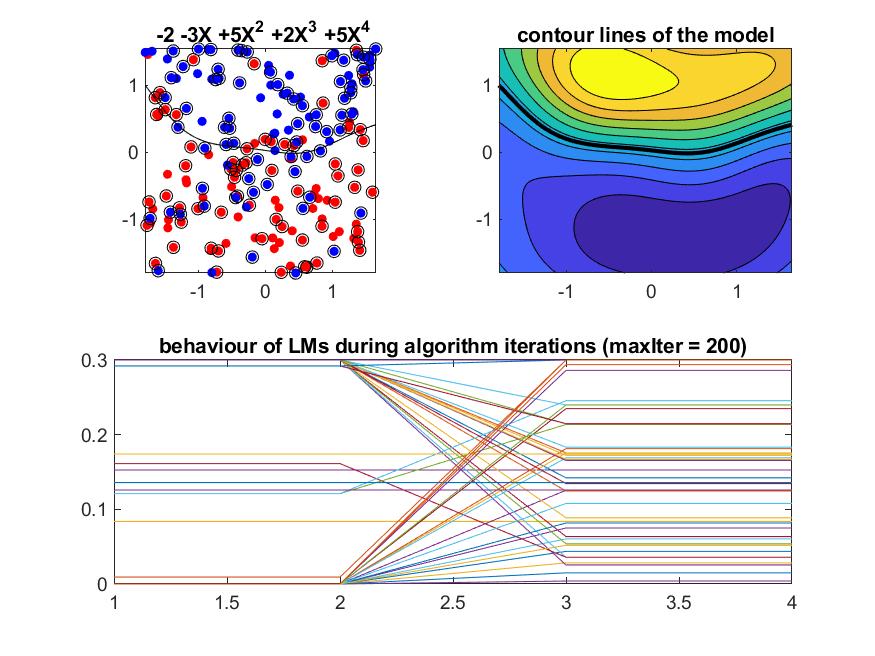 -2 -3X +5X² +2X³ +5X⁴
contour lines of the model
1
0
-1
-1 0 1
1
0
-1
-1 0 1
behaviour of LMs during algorithm iterations (maxIter = 200)
0.3
0.2
0.1
0
1 1.5 2 2.5 3 3.5 4